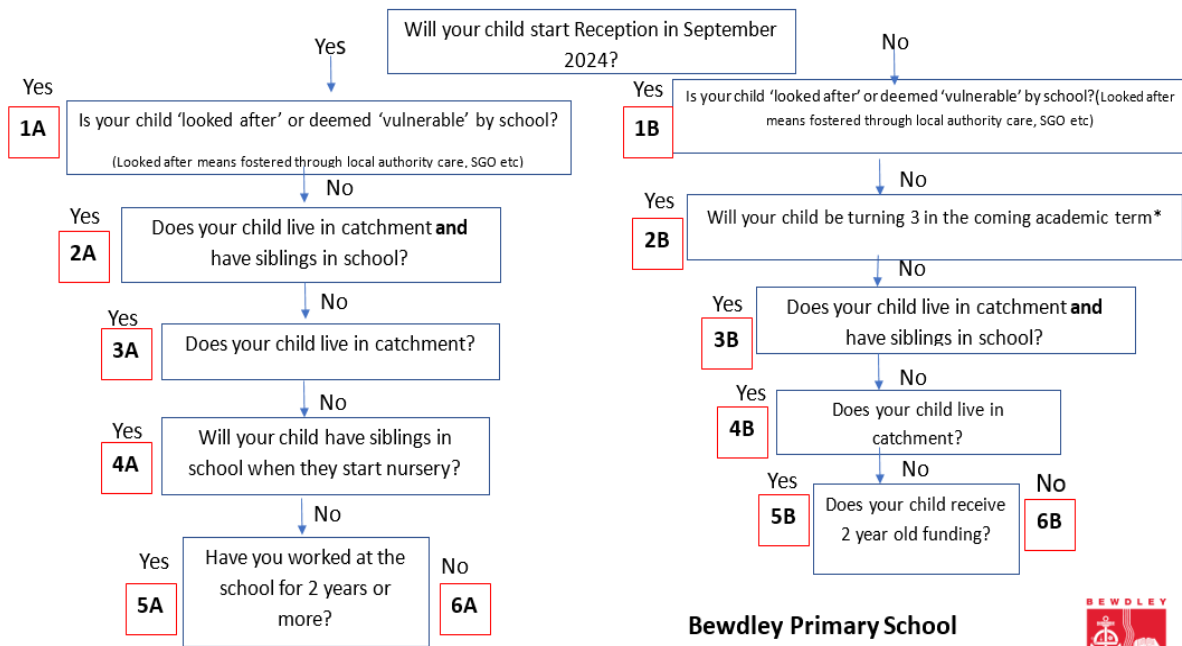 Will your child start Reception in September
2024?
Yes
No
Yes
1A
Is your child 'looked after' or deemed 'vulnerable' by school?
(Looked after means fostered through local authority care, SGO etc)
No
Yes
2A
Does your child live in catchment and
have siblings in school?
No
Yes
3A
Does your child live in catchment?
No
Yes
4A
Will your child have siblings in
school when they start nursery?
No
Yes
5A
Have you worked at the
school for 2 years or
more?
No
6A
Yes
1B
Is your child 'looked after' or deemed 'vulnerable' by school?(Looked after
means fostered through local authority care, SGO etc)
No
Yes
2B
Will your child be turning 3 in the coming academic term*
No
Yes
3B
Does your child live in catchment and
have siblings in school?
No
Yes
4B
Does your child live in
catchment?
No
Yes
5B
Does your child receive
2 year old funding?
No
6B
Bewdley Primary School
BEWDLEY